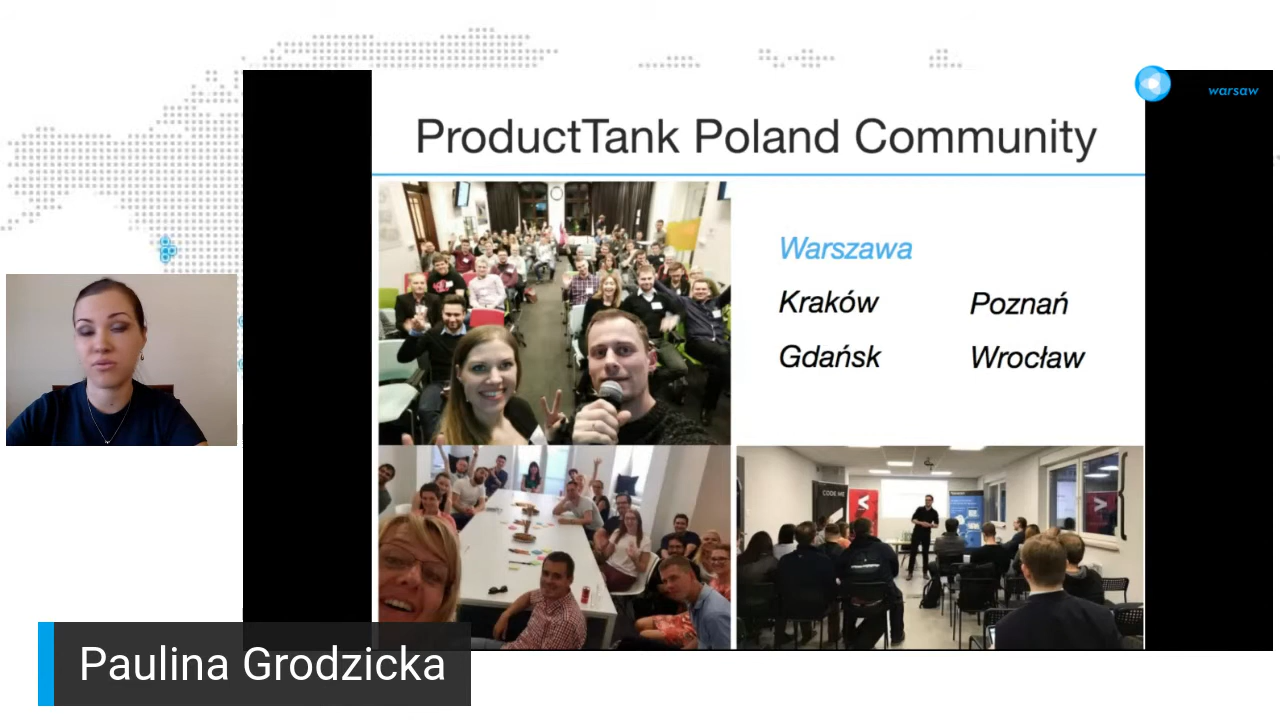 warsaw
ProductTank Poland Community
Warszawa
Kraków
Poznań
Gdańsk
Wrocław
CODE:ME
Paulina Grodzicka